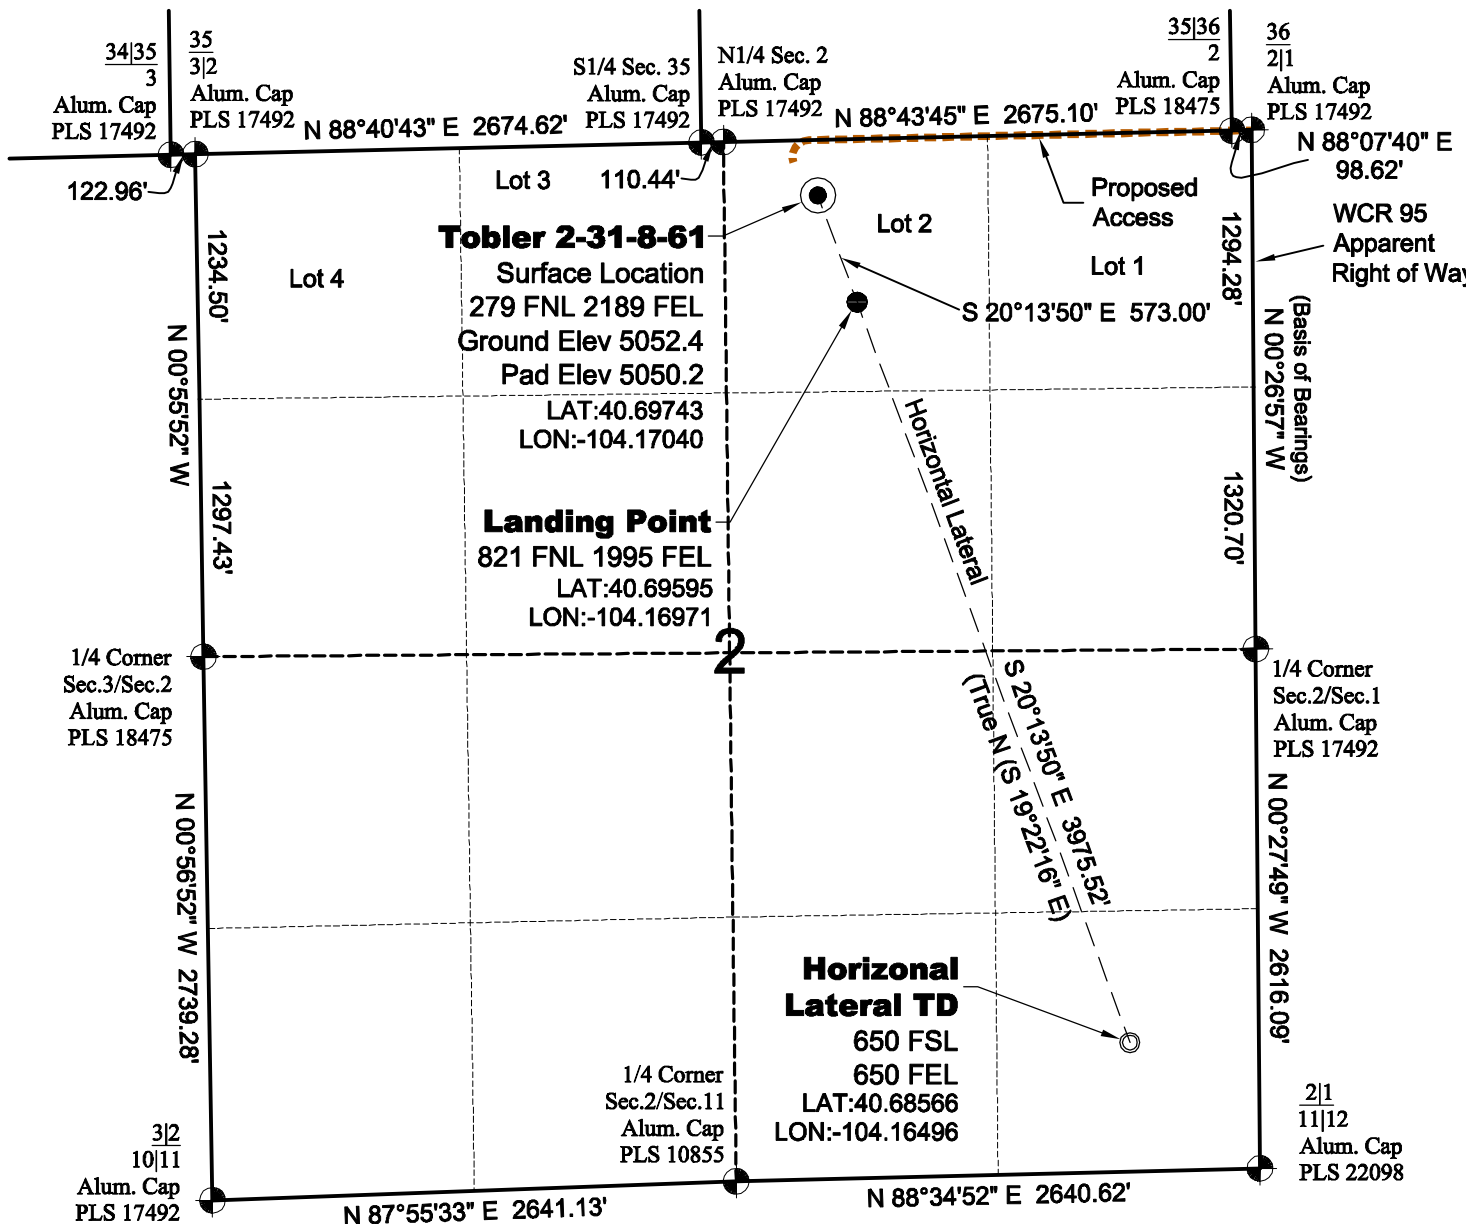 34|35
3
Alum. Cap
PLS 17492
35
3|2
Alum. Cap
PLS 17492
N 88°40'43" E 2674.62'
S1/4 Sec. 35
Alum. Cap
PLS 17492
N1/4 Sec. 2
Alum. Cap
PLS 17492
N 88°43'45" E 2675.10'
35|36
2
Alum. Cap
PLS 18475
36
2|1
Alum. Cap
PLS 17492
N 88°07'40" E
98.62'
122.96'
Lot 3
110.44'
Proposed
Access
WCR 95
Apparent
Right of Way
Lot 4
Lot 2
Lot 1
Tobler 2-31-8-61
Surface Location
279 FNL 2189 FEL
Ground Elev 5052.4
Pad Elev 5050.2
LAT:40.69743
LON:-104.17040
S 20°13'50" E 573.00'
1234.50'
N 00°55'52" W
1297.43'
1294.28'
(Basis of Bearings)
N 00°26'57" W
1320.70'
Horizontal Lateral
Landing Point
821 FNL 1995 FEL
LAT:40.69595
LON:-104.16971
2
1/4 Corner
Sec.3/Sec.2
Alum. Cap
PLS 18475
1/4 Corner
Sec.2/Sec.1
Alum. Cap
PLS 17492
S 20°13'50" E 3975.52'
(True N (S 19°22'16" E)
N 00°56'52" W 2739.28'
N 00°27'49" W 2616.09'
Horizonal
Lateral TD
650 FSL
650 FEL
LAT:40.68566
LON:-104.16496
1/4 Corner
Sec.2/Sec.11
Alum. Cap
PLS 10855
3|2
10|11
Alum. Cap
PLS 17492
2|1
11|12
Alum. Cap
PLS 22098
N 87°55'33" E 2641.13'
N 88°34'52" E 2640.62'